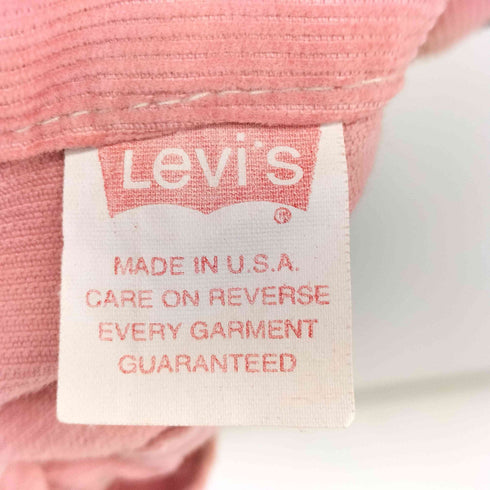 Levi's
®
MADE IN U.S.A.
CARE ON REVERSE
EVERY GARMENT
GUARANTEED